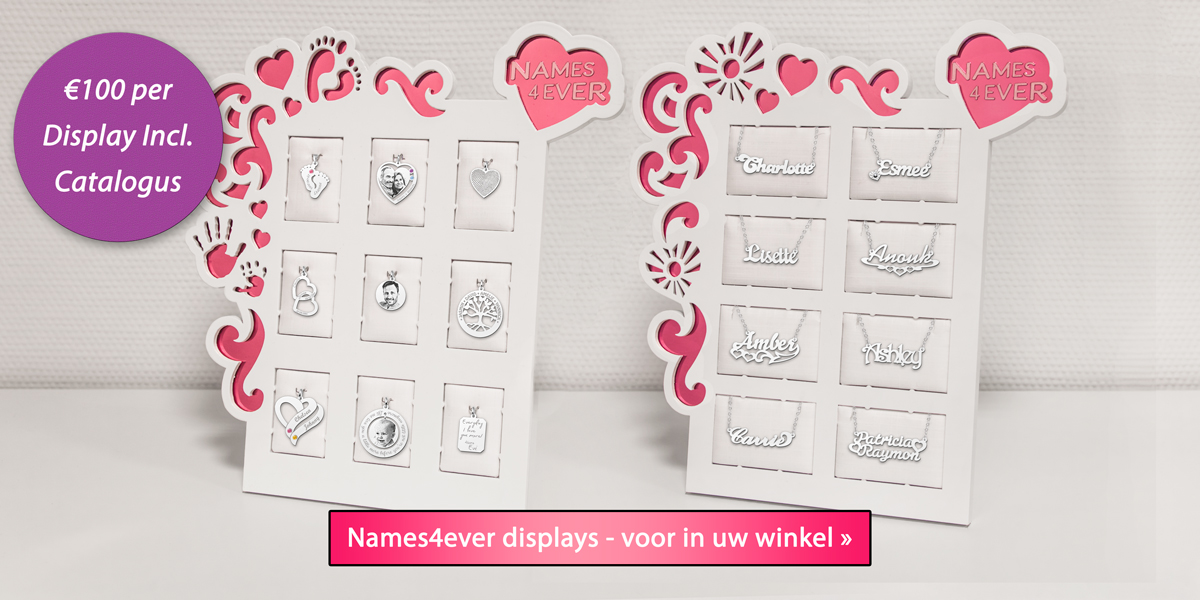 €100 per
Display Incl.
Catalogus
NAMES
4EVER
NAMES
4EVER
Charlotte
Esmee
Lisette
Anouk
Amber
Ashley
Carrie
Patricia
Raymon
Names4ever displays - voor in uw winkel »